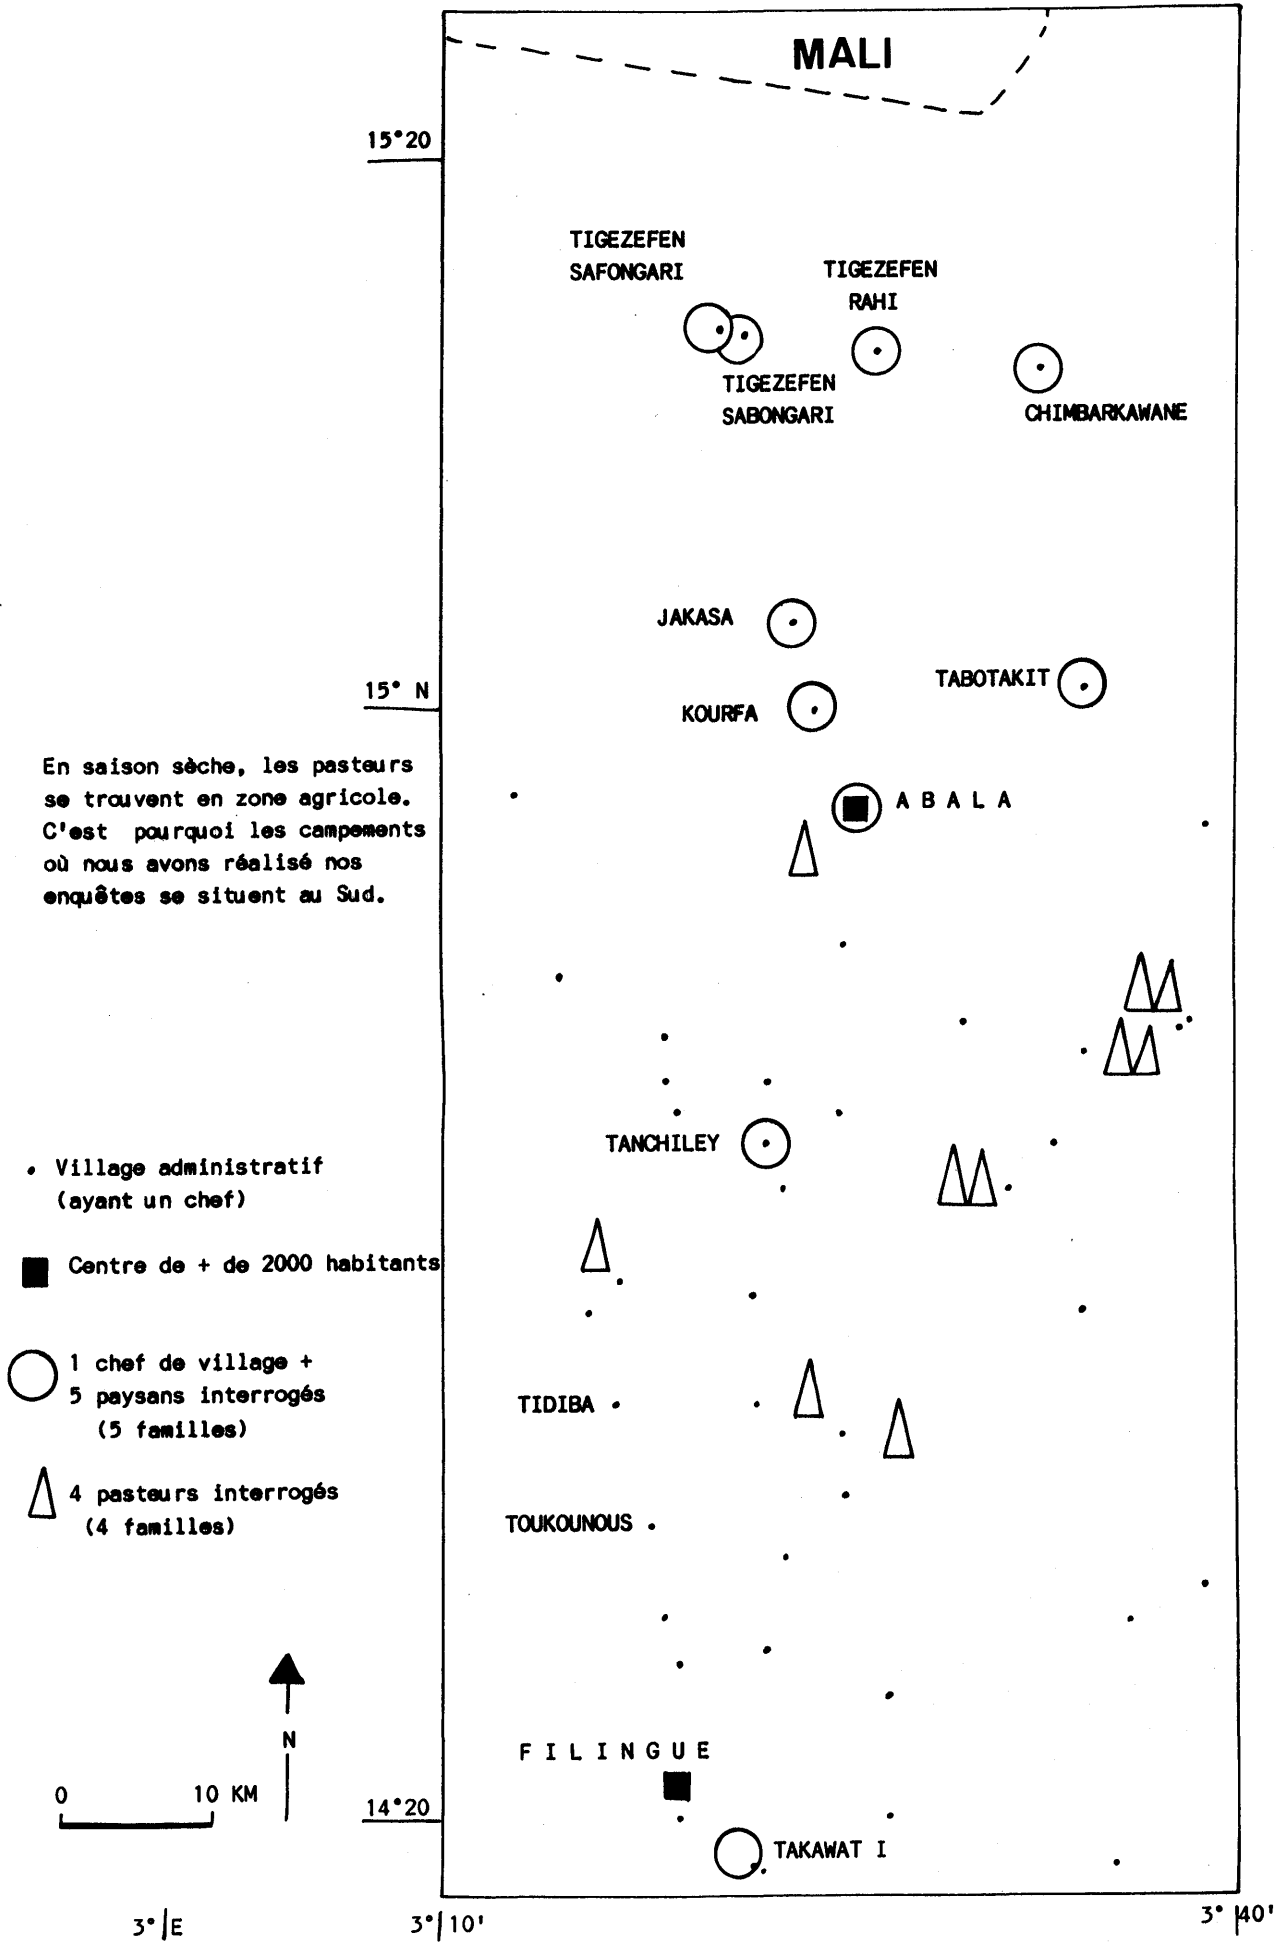 MALI
15°20
TIGEZEFEN
SAFONGARI
TIGEZEFEN
RAHI
TIGEZEFEN
SABONGARI
CHIMBARKAWANE
JAKASA
TABOTAKIT
15° N
KOURFA
En saison sèche, les pasteurs
se trouvent en zone agricole.
C'est pourquoi les campements
où nous avons réalisé nos
enquêtes se situent au Sud.
A B A L A
TANCHILEY
Village administratif
(ayant un chef)
Centre de + de 2000 habitants
1 chef de village +
5 paysans interrogés
(5 familles)
TIDIBA
4 pasteurs interrogés
(4 familles)
TOUKOUNOUS
N
F I L I N G U E
0 10 KM
14°20
TAKAWAT I
3° E
3° 10'
3° 40'